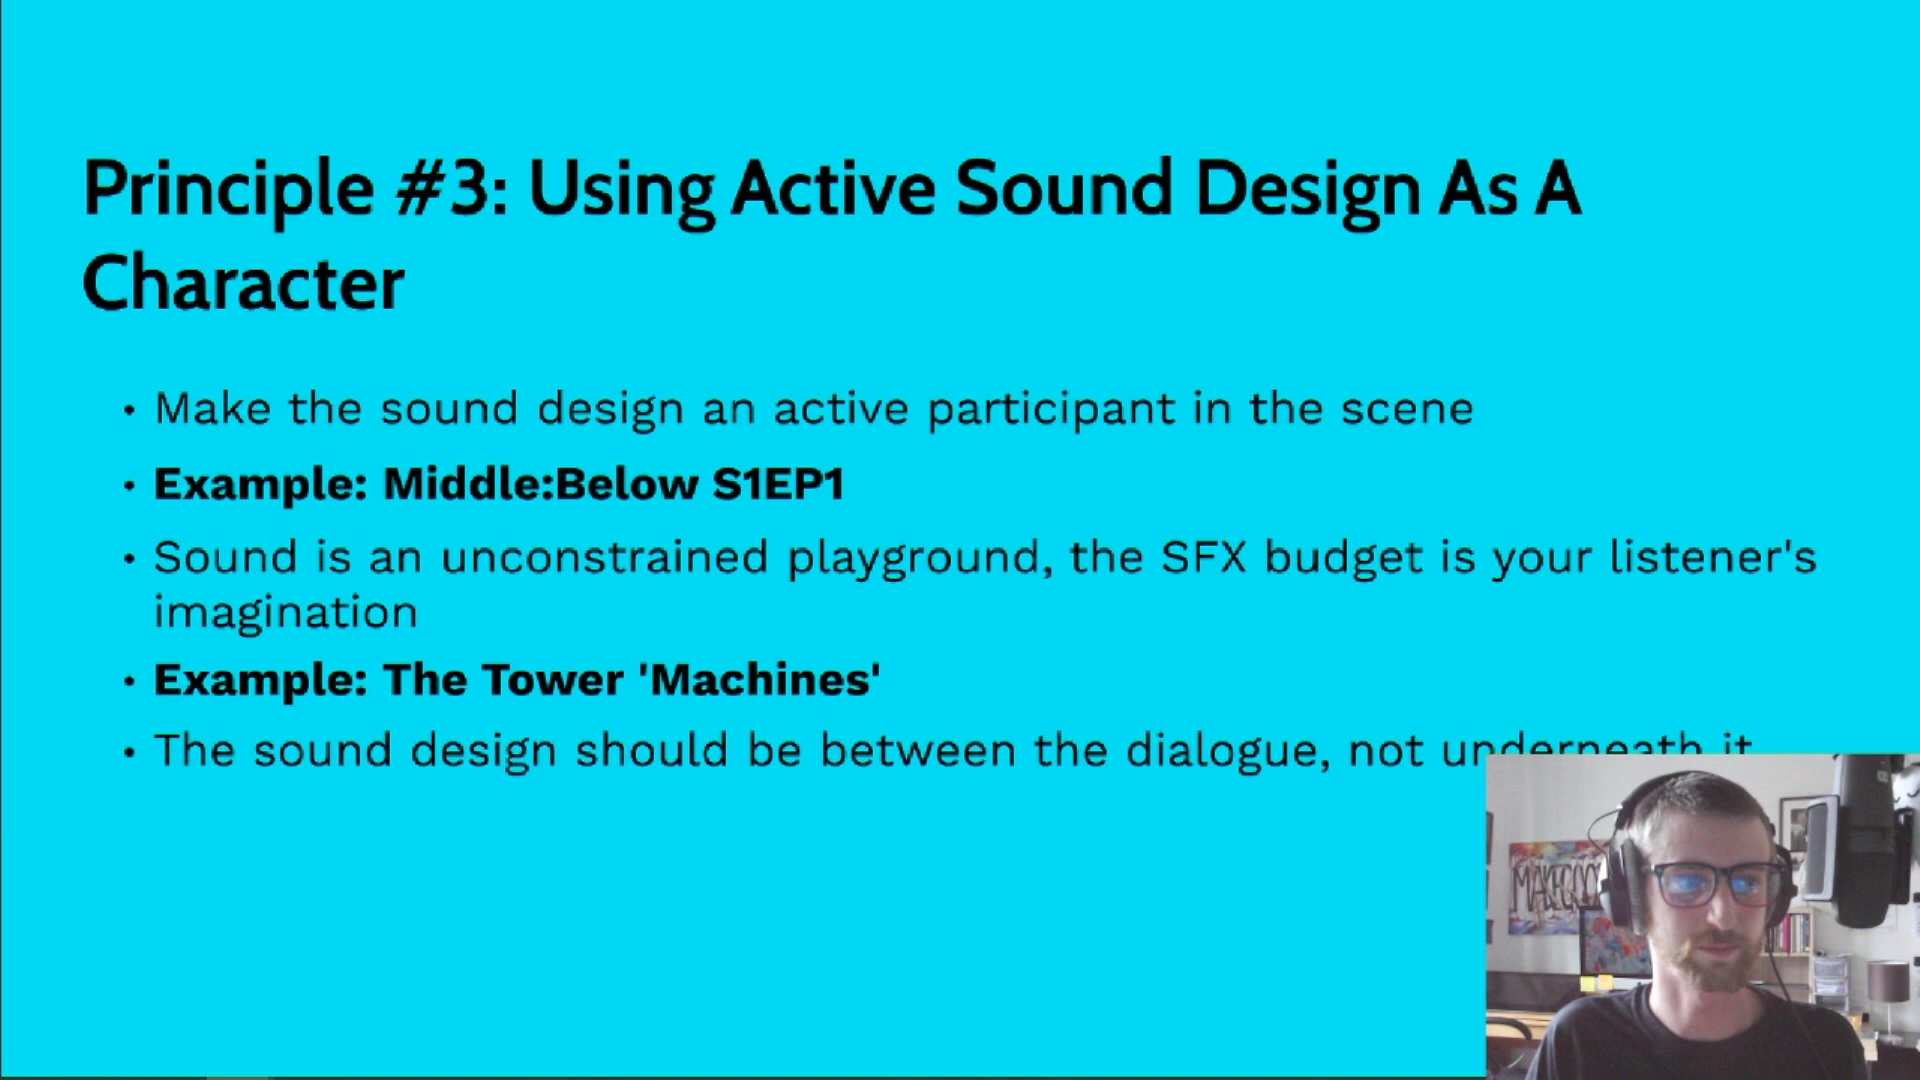 Principle #3: Using Active Sound Design As A
Character
• Make the sound design an active participant in the scene
• Example: Middle:Below S1EP1
• Sound is an unconstrained playground, the SFX budget is your listener's
imagination
• Example: The Tower 'Machines'
• The sound design should be between the dialogue, not underneath it